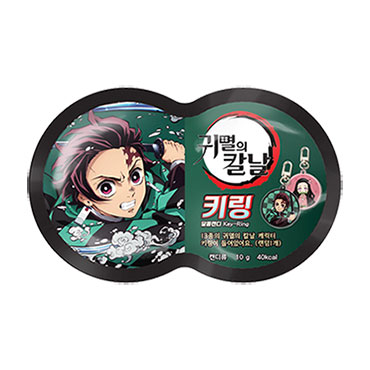 귀멸의
칼날
키링
달콤캔디 Key-Ring
13종의 귀멸의 칼날 캐릭터
키링이 들어있어요. (랜덤1개)
캔디류 10 g 40kcal